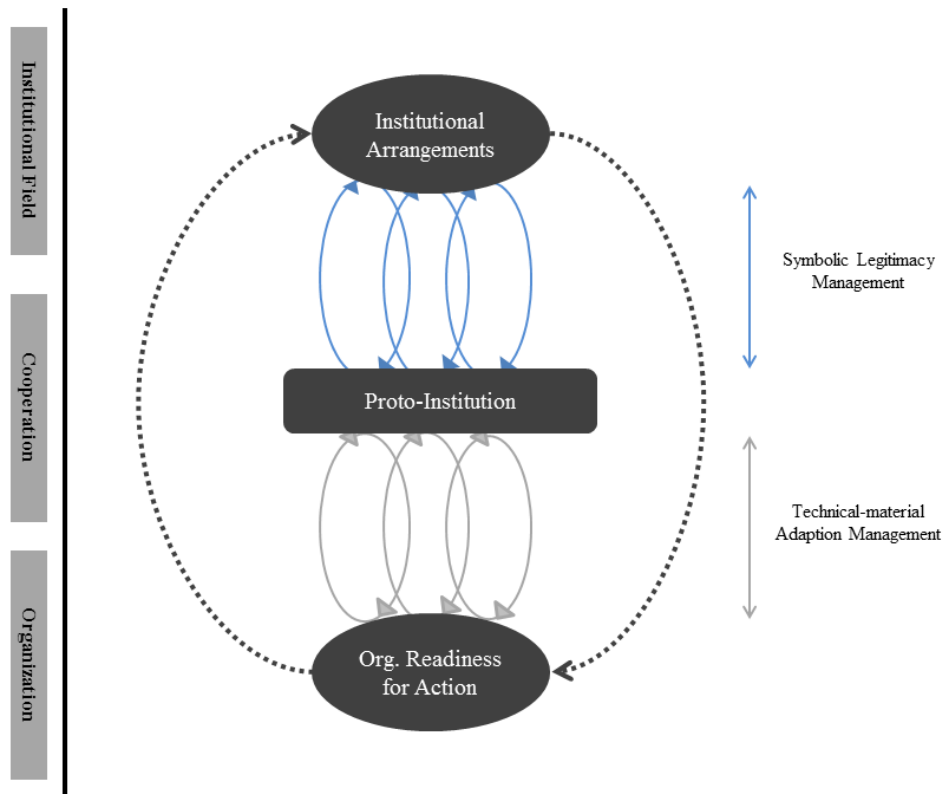 Institutional Field
Cooperation
Organization
Institutional
Arrangements
Proto-Institution
Org. Readiness
for Action
Symbolic Legitimacy
Management
Technical-material
Adaption Management